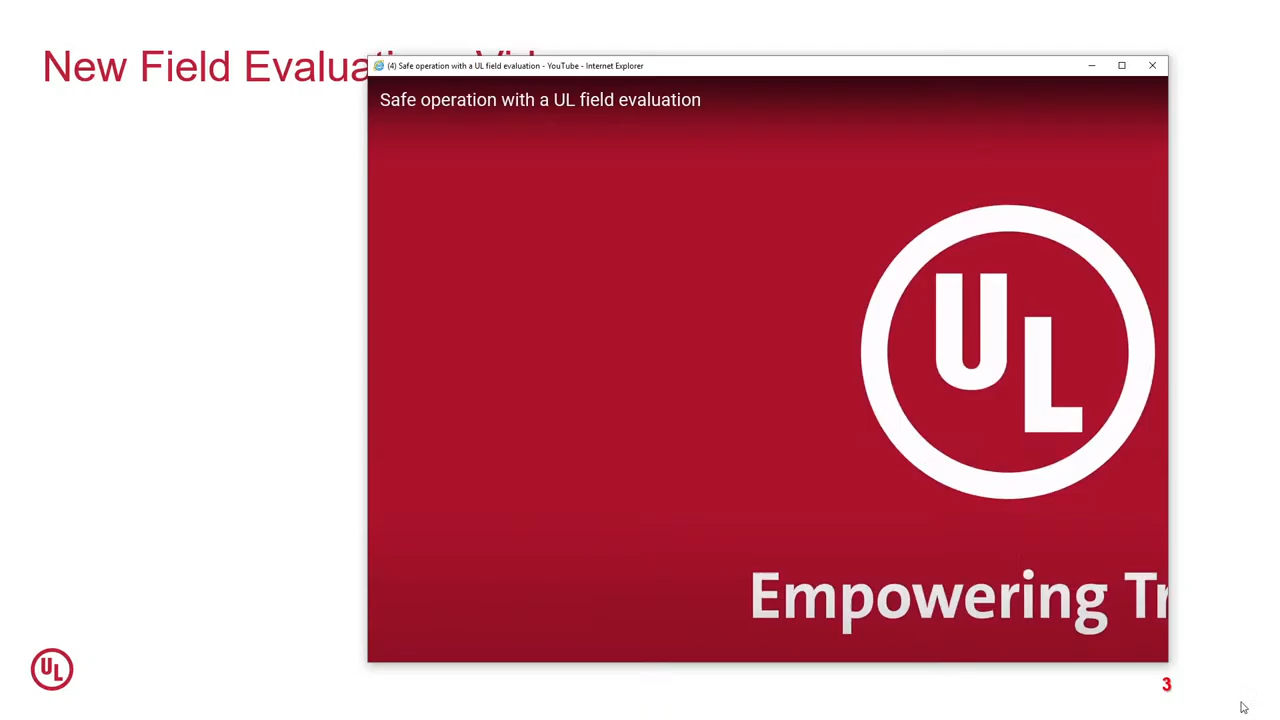 New Field Evalua
(4) Safe operation with a UL field evaluation - YouTube - Internet Explorer
Safe operation with a UL field evaluation
UL
Empowering Tr
UL
3